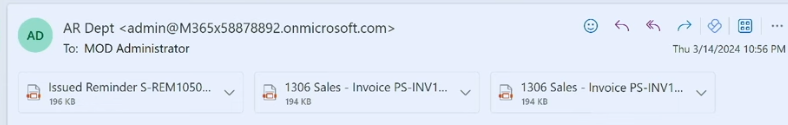 AD
AR Dept <admin@M365x58878892.onmicrosoft.com>
To: MOD Administrator
Thu 3/14/2024 10:56 PM
Issued Reminder S-REM1050...
196 KB
1306 Sales - Invoice PS-INV1...
194 KB
1306 Sales - Invoice PS-INV1...
194 KB